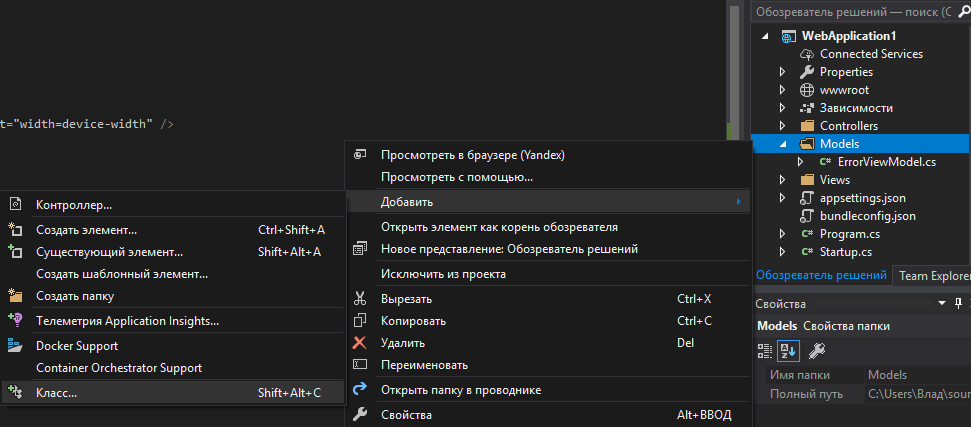 t="width=device-width" />
Контроллер...
Создать элемент... Ctrl+Shift+A
Существующий элемент... Shift+Alt+A
Создать шаблонный элемент...
Создать папку
Телеметрия Application Insights...
Docker Support
Container Orchestrator Support
Класс... Shift+Alt+C
Просмотреть в браузере (Yandex)
Просмотреть с помощью...
Добавить
Открыть элемент как корень обозревателя
Новое представление: Обозреватель решений
Исключить из проекта
Вырезать Ctrl+X
Копировать Ctrl+C
Удалить Del
Переименовать
Открыть папку в проводнике
Свойства Alt+ВВОД
Обозреватель решений — поиск (C
WebApplication1
Connected Services
Properties
wwwroot
Зависимости
Controllers
Models
C# ErrorViewModel.cs
Views
appsettings.json
bundleconfig.json
C# Program.cs
C# Startup.cs
Обозреватель решений Team Explorer
Свойства
Models Свойства папки
Имя папки Models
Полный путь C:\Users\Влад\sour